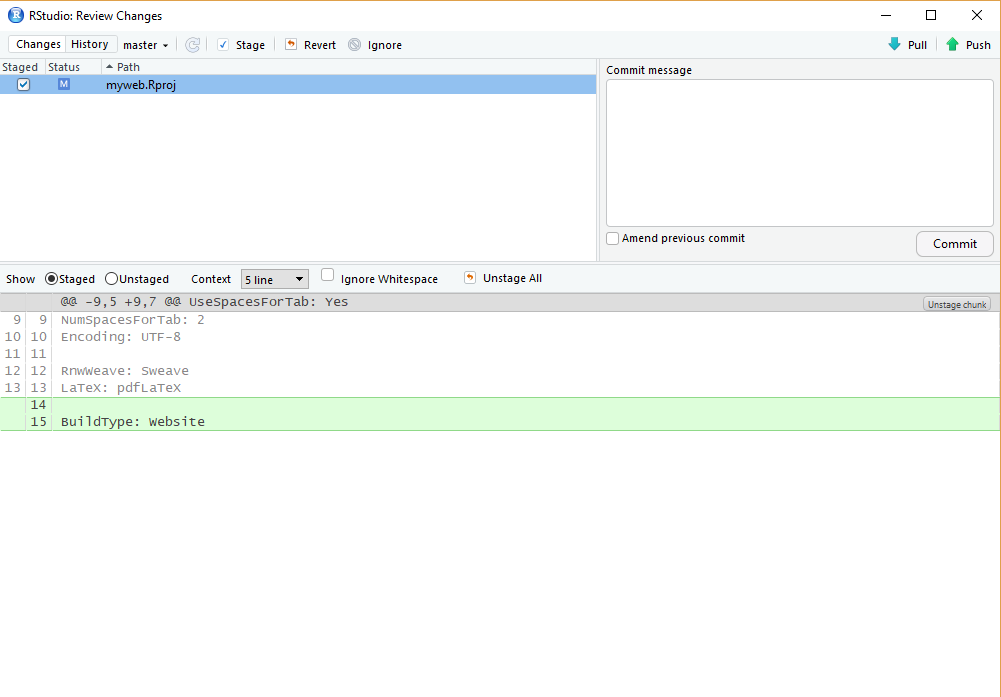 RStudio: Review Changes
Changes History master Stage Revert Ignore Pull Push
Staged Status Path
M myweb.Rproj
Commit message
Amend previous commit
Commit
Show Staged Unstaged Context 5 line Ignore Whitespace Unstage All
@@ -9,5 +9,7 @@ UseSpacesForTab: Yes Unstage chunk
9 9 NumSpacesForTab: 2
10 10 Encoding: UTF-8
11 11
12 12 RnwWeave: Sweave
13 13 LaTeX: pdfLaTeX
14
15 BuildType: Website